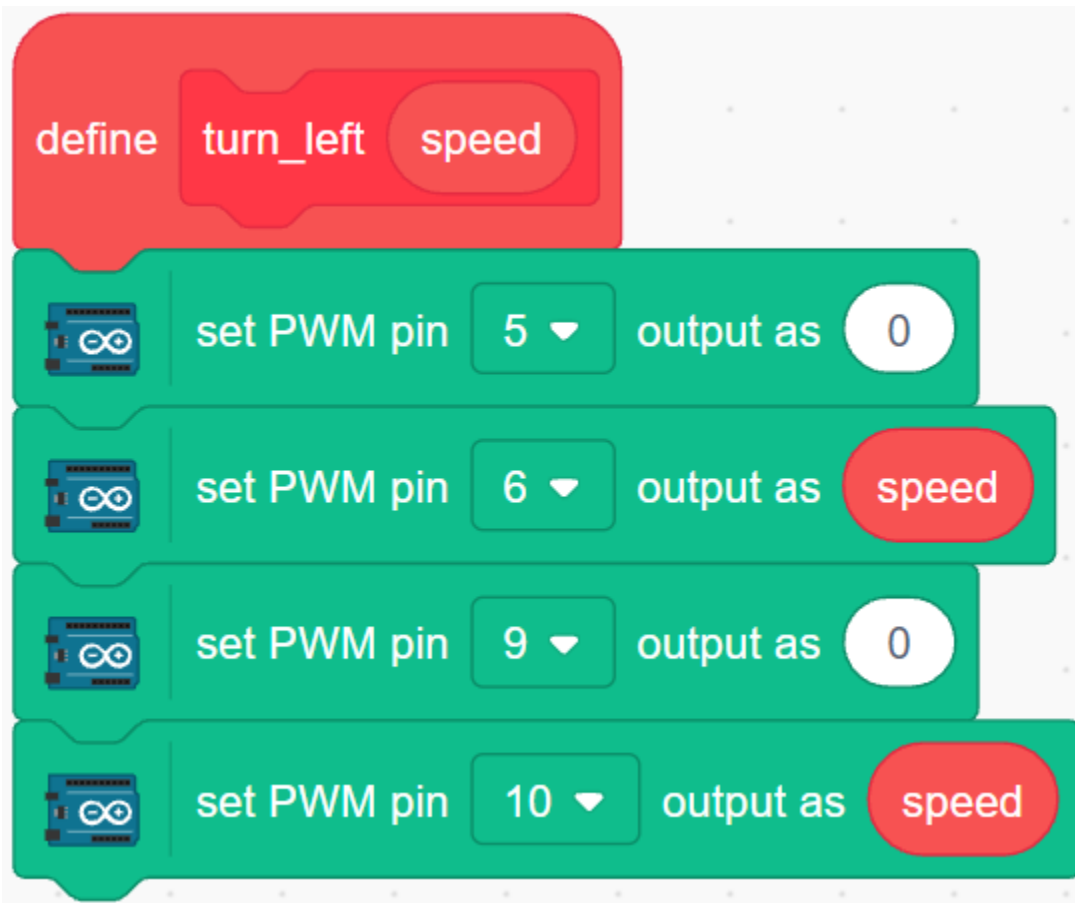 define turn_left speed
set PWM pin 5 output as 0
set PWM pin 6 output as speed
set PWM pin 9 output as 0
set PWM pin 10 output as speed